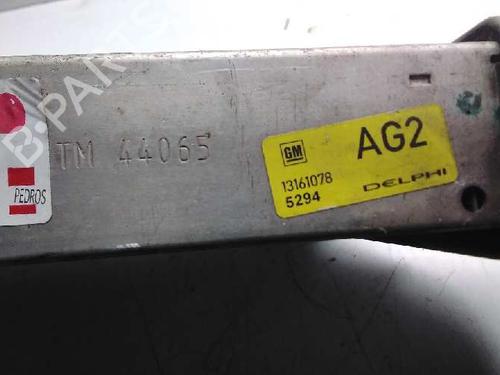 TM 44065
PEDROS
GM
AG2
13161078
5294
DELPHI
B-PARTS